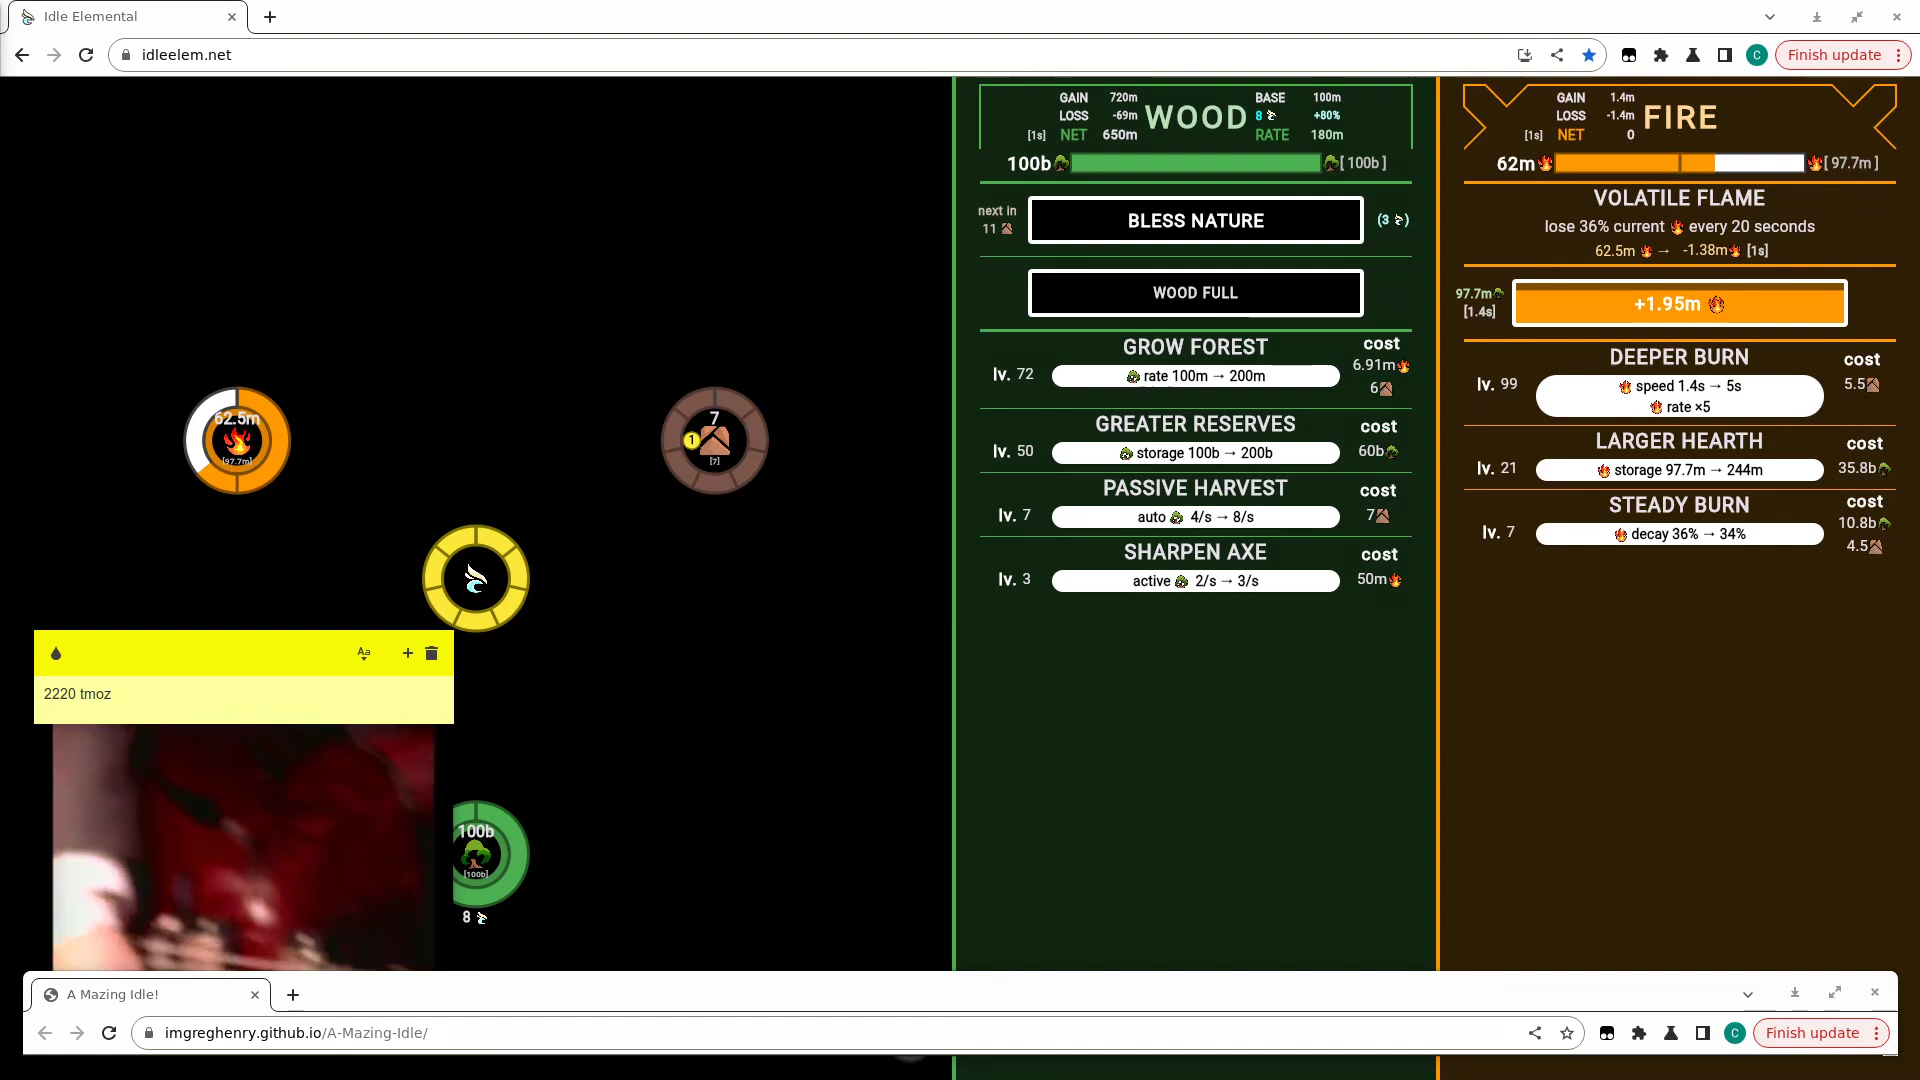 Idle Elemental
idleelem.net
Finish update
62.5m
[97.7m]
7
1
[7]
2220 tmoz
Aa
100b
[100b]
8
GAIN 720m
LOSS -69m
[1s] NET 650m
WOOD
BASE 100m
8 +80%
RATE 180m
100b [ 100b ]
next in
11
BLESS NATURE
(3 )
WOOD FULL
GROW FOREST
lv. 72
rate 100m → 200m
cost
6.91m
6
GREATER RESERVES
lv. 50
storage 100b → 200b
cost
60b
PASSIVE HARVEST
lv. 7
auto 4/s → 8/s
cost
7
SHARPEN AXE
lv. 3
active 2/s → 3/s
cost
50m
GAIN 1.4m
LOSS -1.4m
[1s] NET 0
FIRE
62m [ 97.7m ]
VOLATILE FLAME
lose 36% current every 20 seconds
62.5m → -1.38m [1s]
97.7m
[1.4s]
+1.95m
DEEPER BURN
lv. 99
speed 1.4s → 5s
rate ×5
cost
5.5
LARGER HEARTH
lv. 21
storage 97.7m → 244m
cost
35.8b
STEADY BURN
lv. 7
decay 36% → 34%
cost
10.8b
4.5
A Mazing Idle!
imgreghenry.github.io/A-Mazing-Idle/
C
Finish update